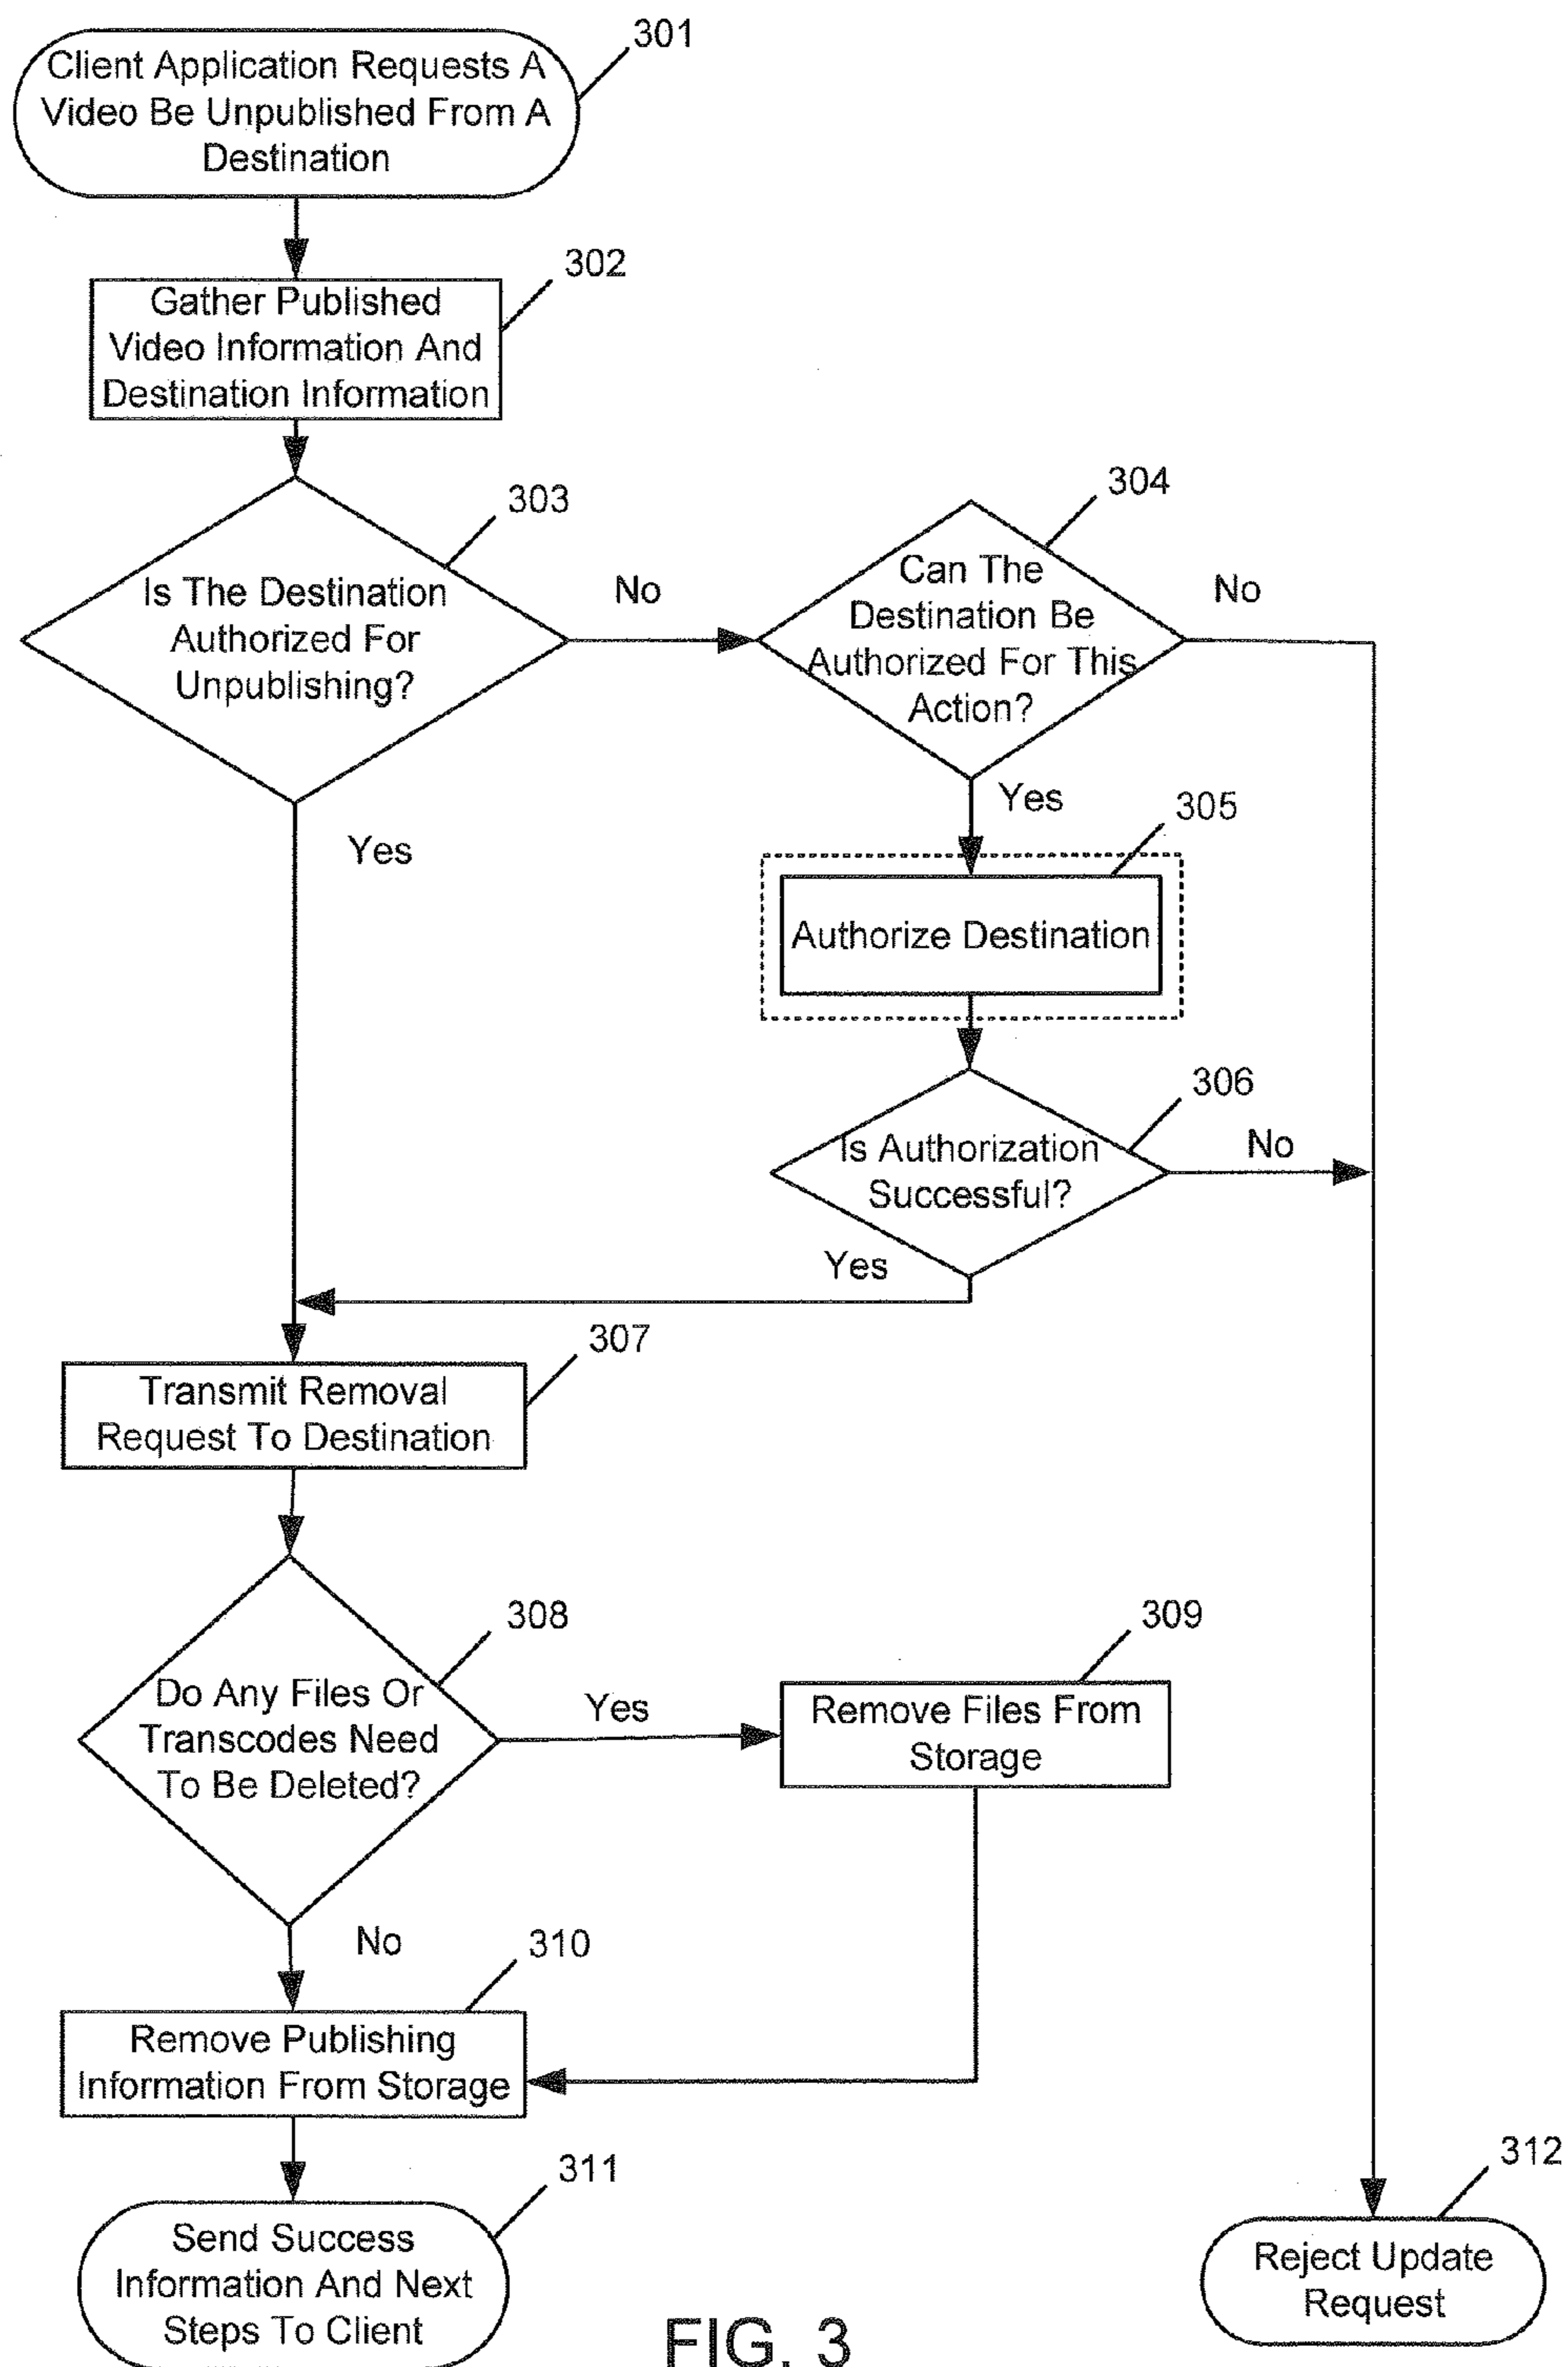 301
Client Application Requests A
Video Be Unpublished From A
Destination
302
Gather Published
Video Information And
Destination Information
303
Is The Destination
Authorized For
Unpublishing?
No
Yes
304
Can The
Destination Be
Authorized For This
Action?
No
Yes
305
Authorize Destination
306
Is Authorization
Successful?
No
Yes
307
Transmit Removal
Request To Destination
308
Do Any Files Or
Transcodes Need
To Be Deleted?
Yes
309
Remove Files From
Storage
No
310
Remove Publishing
Information From Storage
311
Send Success
Information And Next
Steps To Client
312
Reject Update
Request
FIG. 3